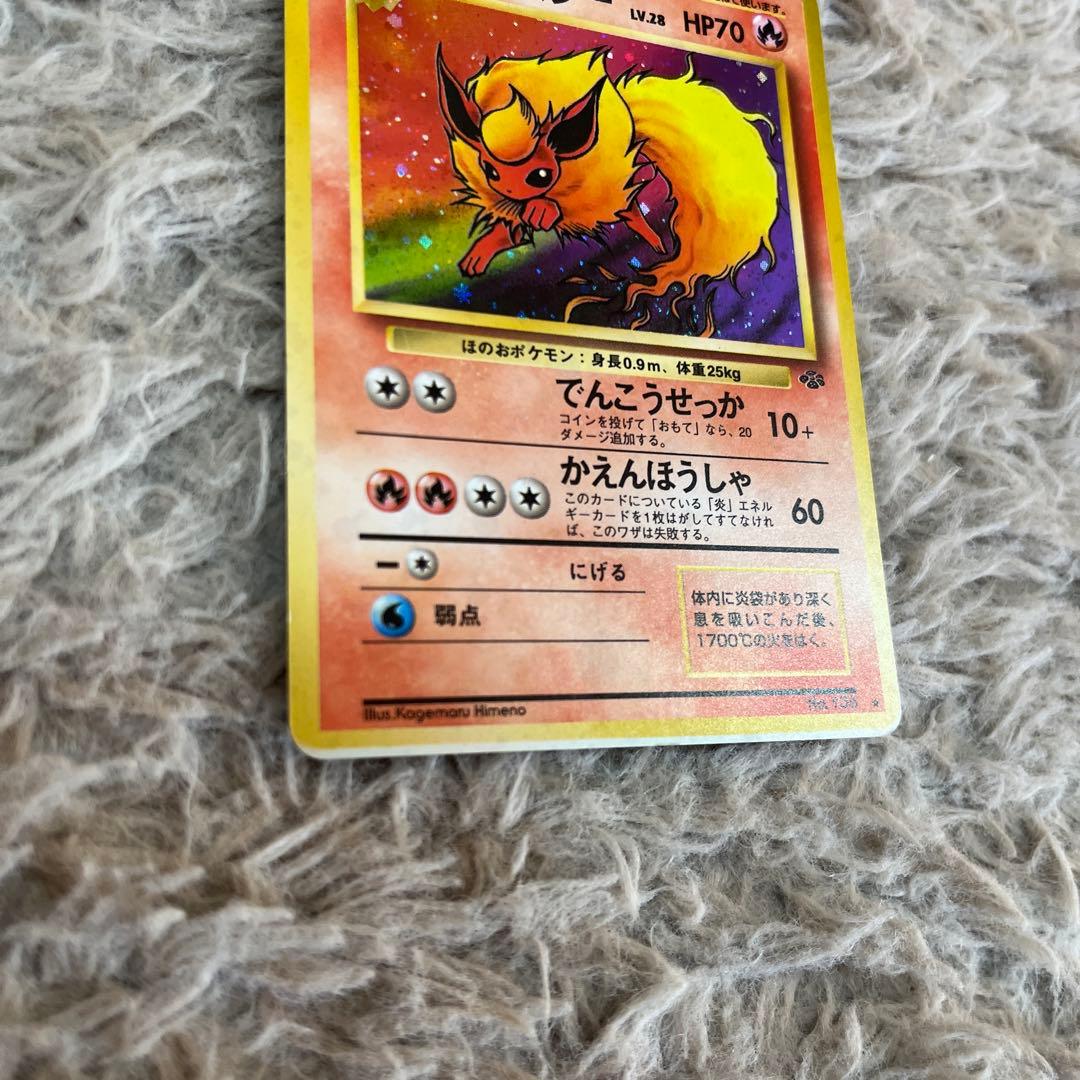 LV.28 HP70
ほのおポケモン：身長0.9m、体重25kg
でんこうせっか 10+
コインを投げて「おもて」なら、20
ダメージ追加する。
かえんほうしゃ 60
このカードについている「炎」エネル
ギーカードを1枚はがしてすてなけれ
ば、このワザは失敗する。
にげる
弱点
体内に炎袋があり深く
息を吸いこんだ後、
1700℃の火をはく。
Illus.Kagemaru Himeno
No.136 ★